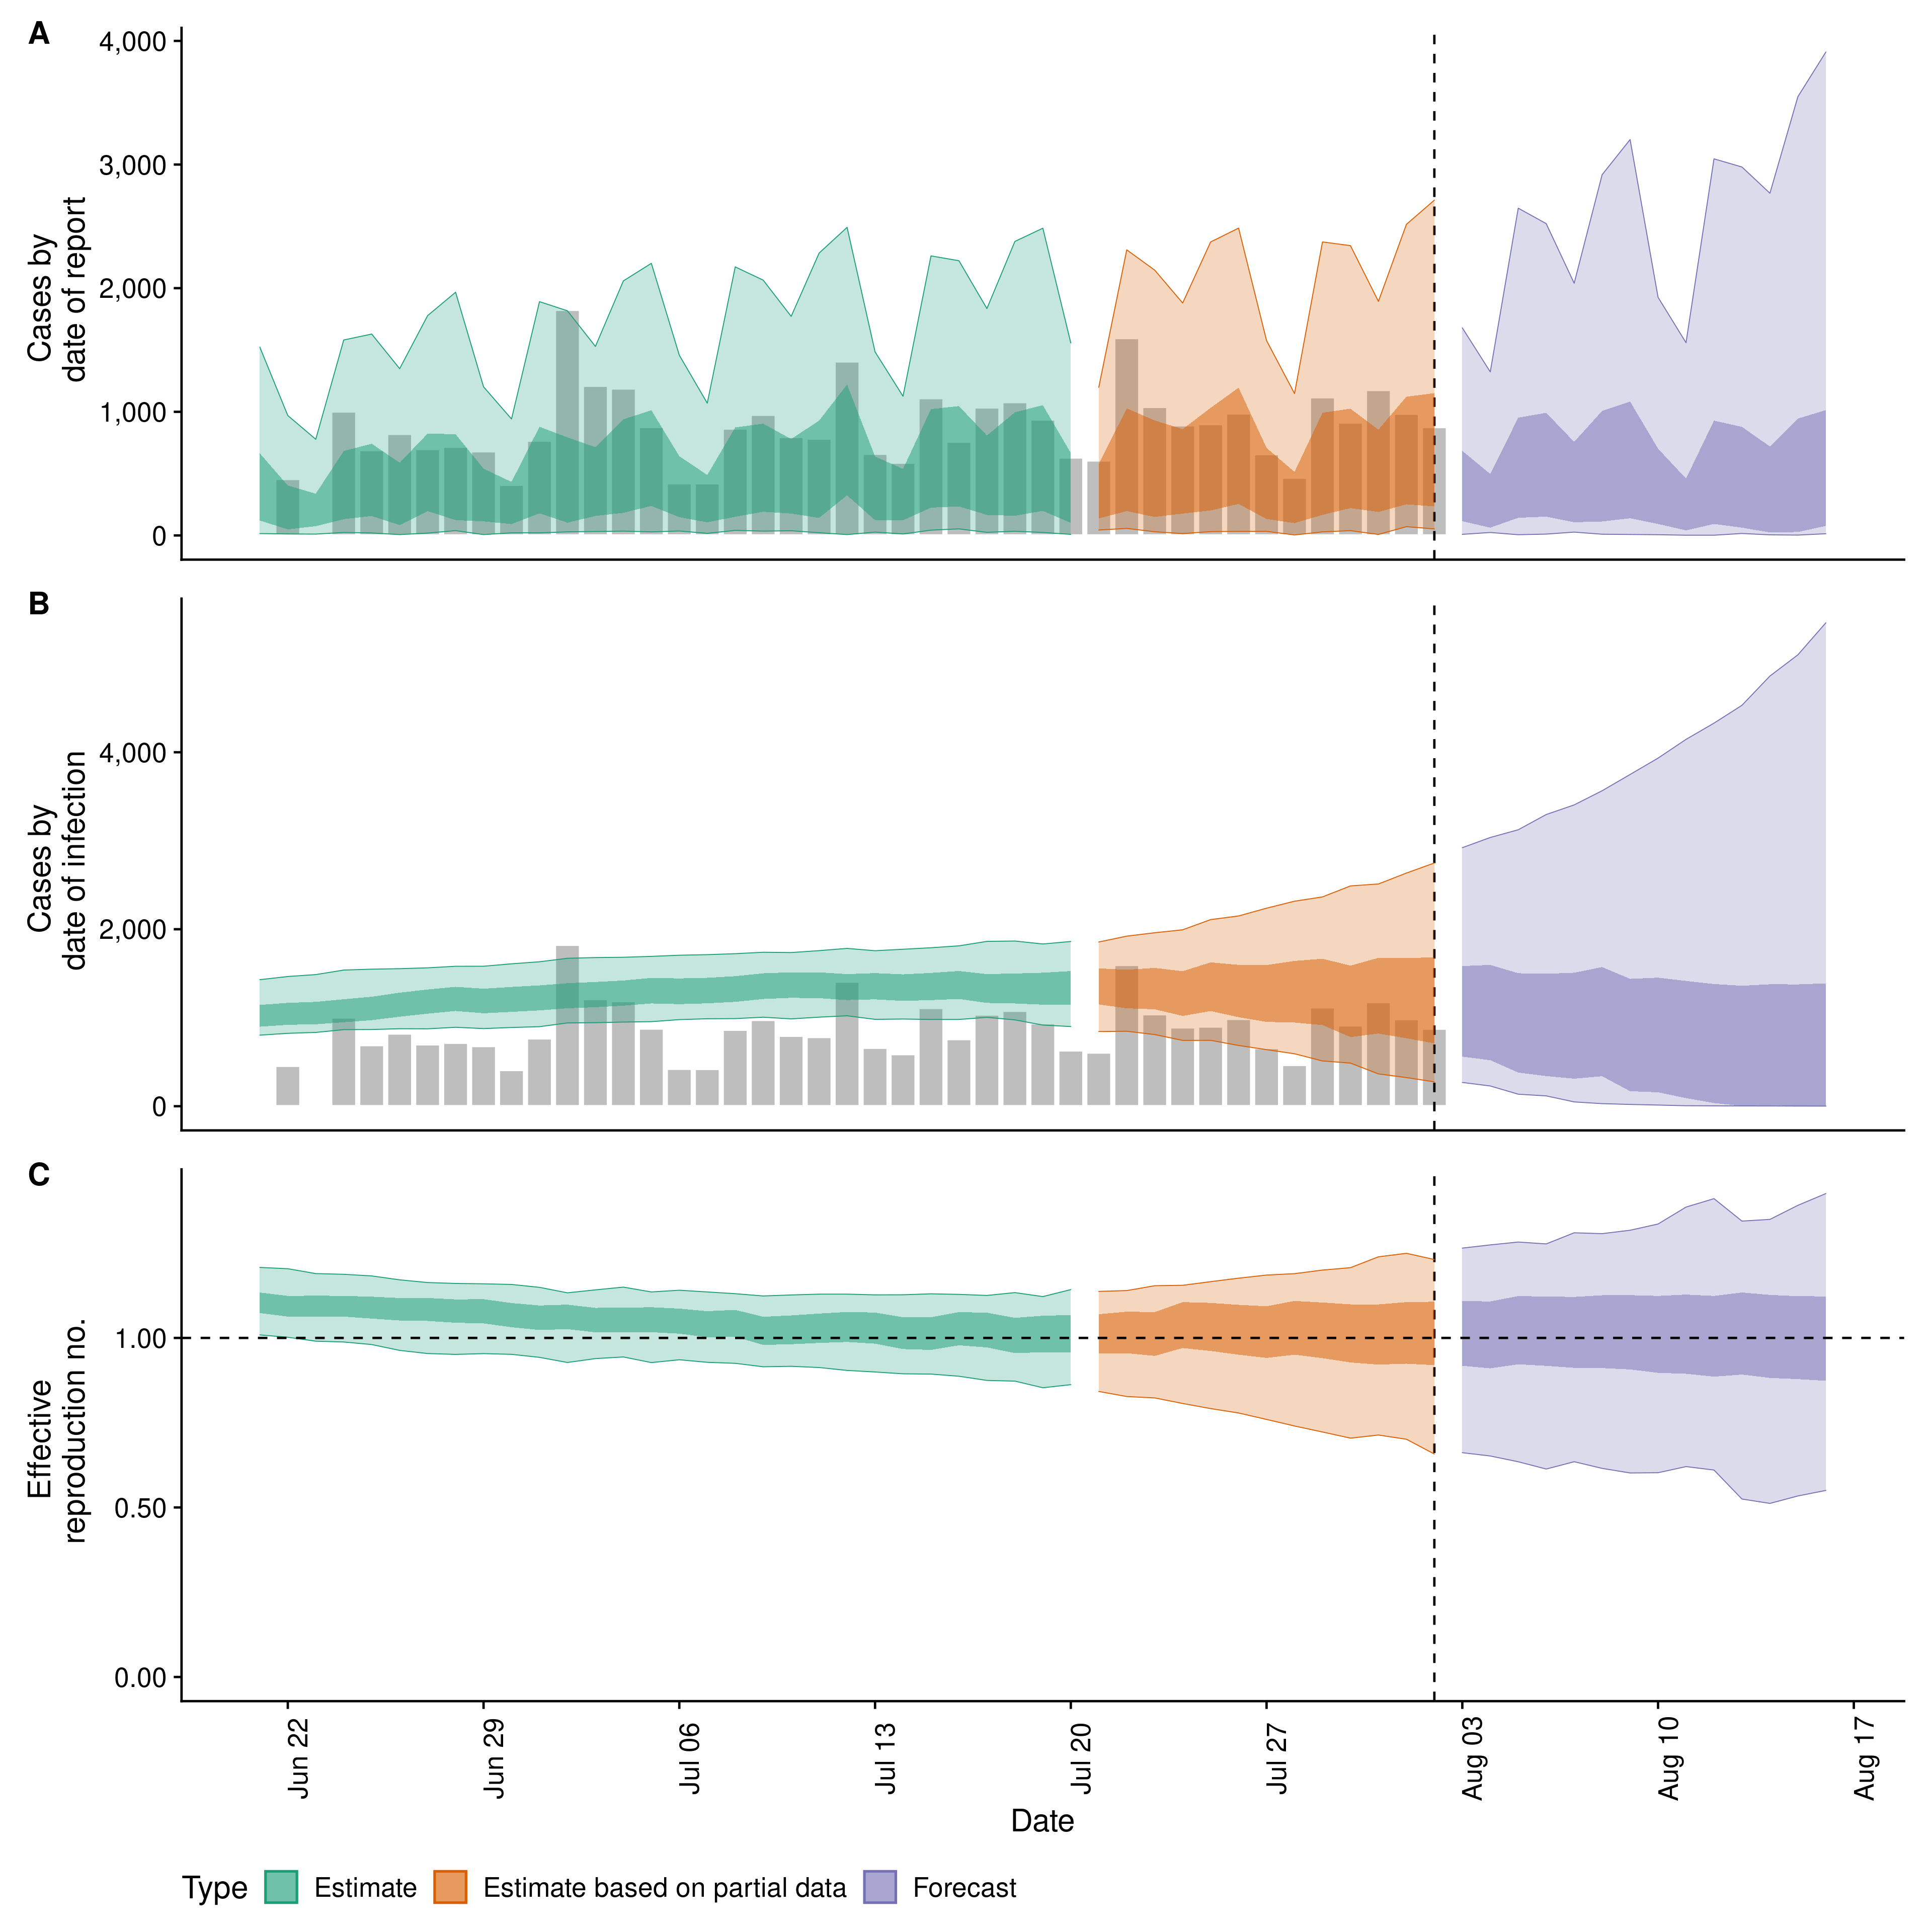 A
4,000
3,000
2,000
1,000
0
Cases by
date of report
B
4,000
2,000
0
Cases by
date of infection
C
1.00
0.50
0.00
Effective
reproduction no.
Jun 22
Jun 29
Jul 06
Jul 13
Jul 20
Jul 27
Aug 03
Aug 10
Aug 17
Date
Type Estimate Estimate based on partial data Forecast